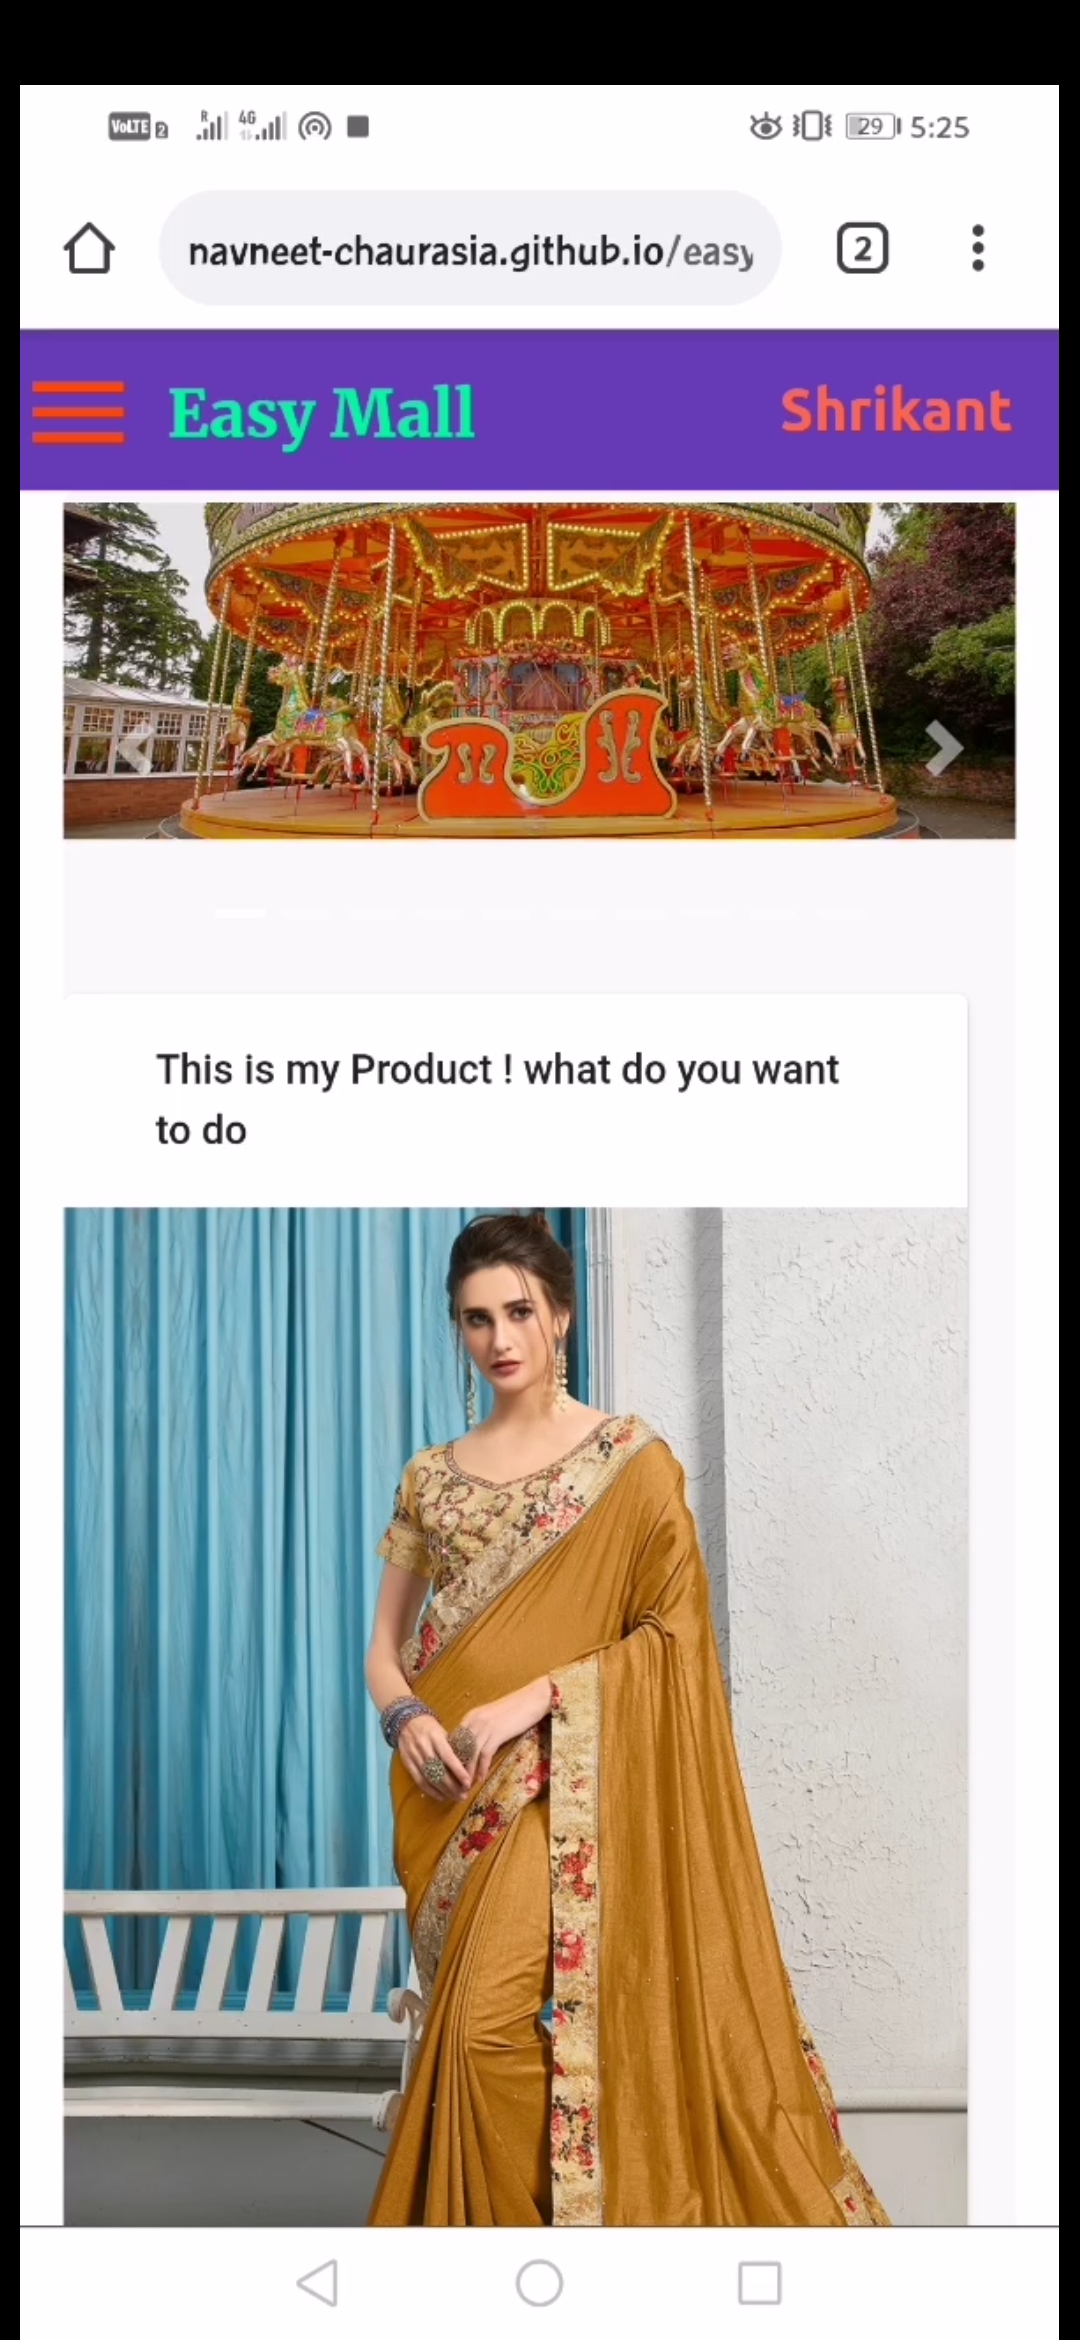 VoLTE 2 R 4G 29 5:25
navneet-chaurasia.github.io/easy
2
Easy Mall Shrikant
This is my Product ! what do you want
to do